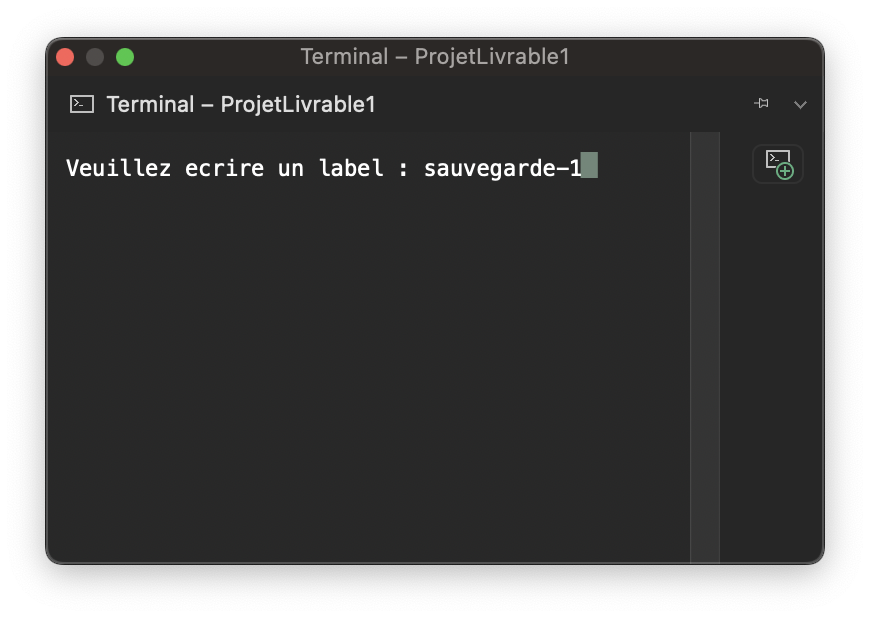 Terminal – ProjetLivrable1
Terminal – ProjetLivrable1
Veuillez ecrire un label : sauvegarde-1